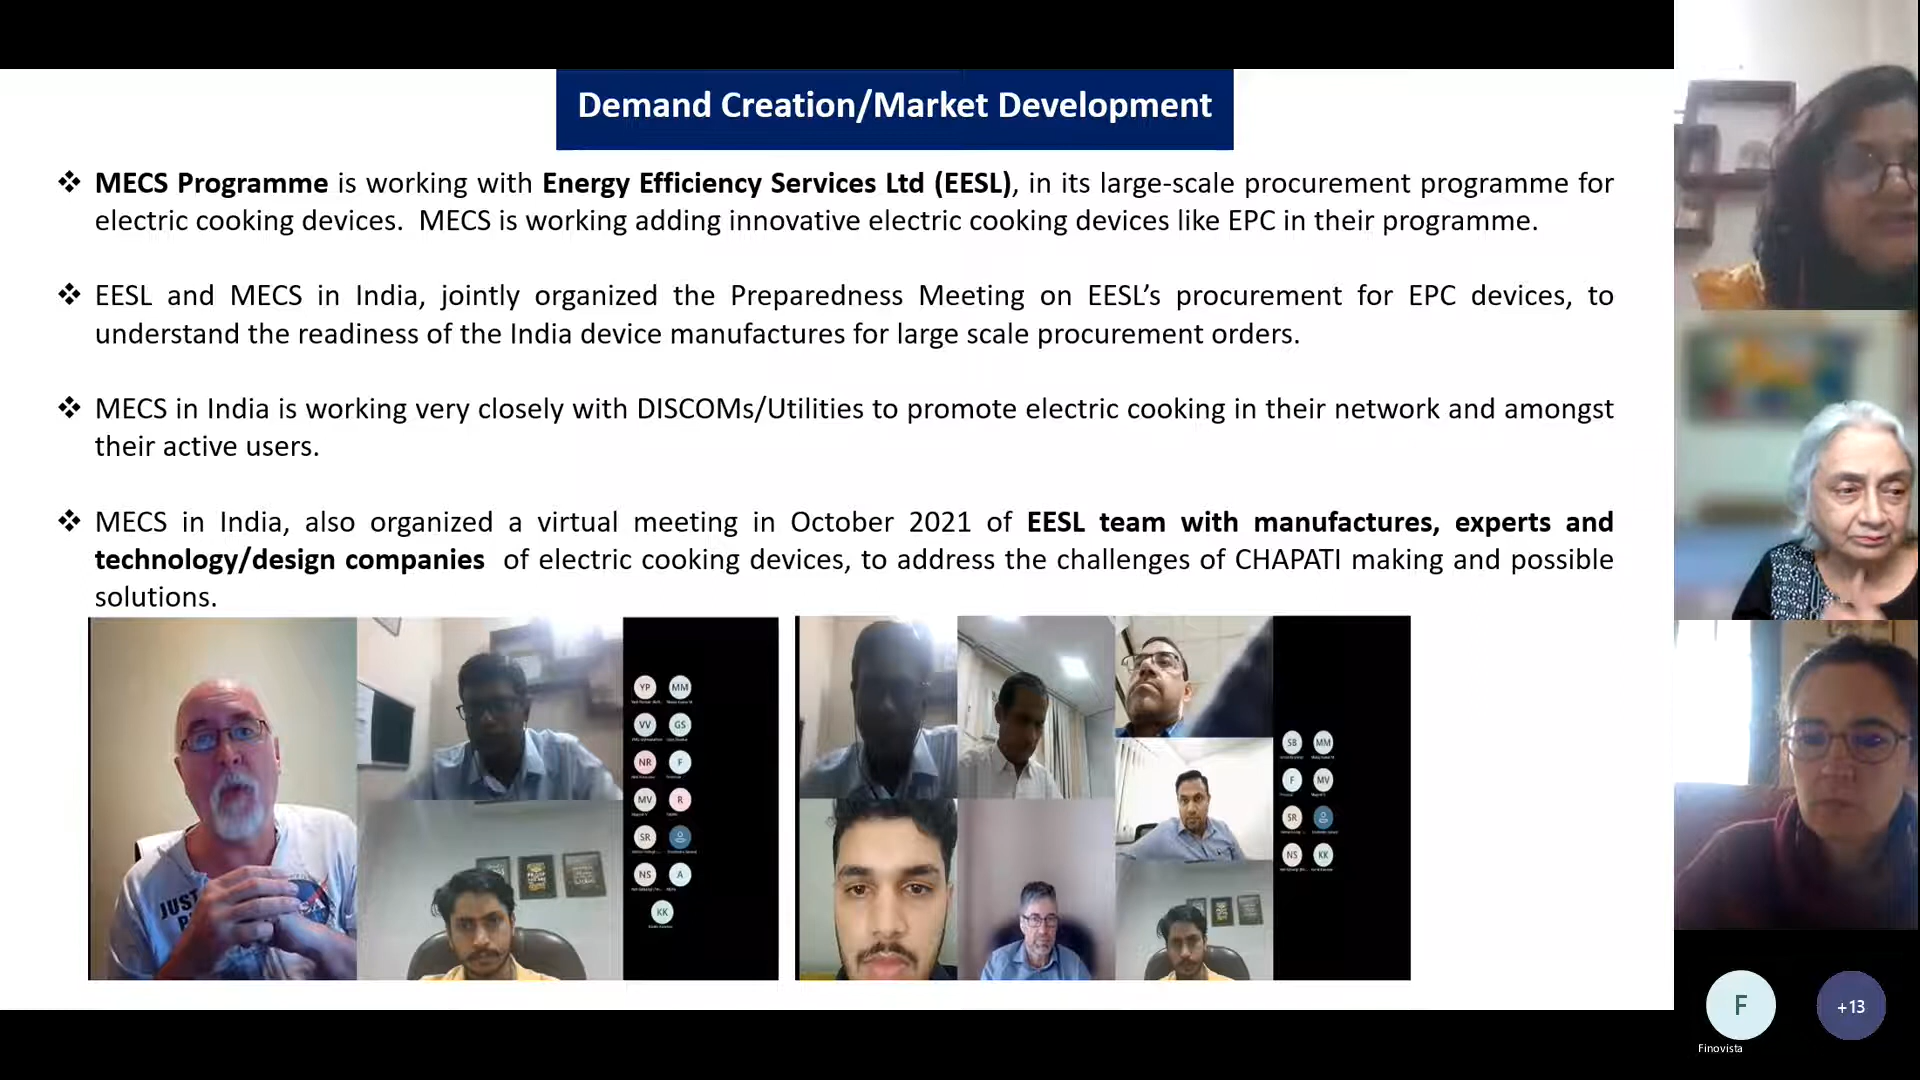 Demand Creation/Market Development
❖ MECS Programme is working with Energy Efficiency Services Ltd (EESL), in its large-scale procurement programme for
electric cooking devices. MECS is working adding innovative electric cooking devices like EPC in their programme.
❖ EESL and MECS in India, jointly organized the Preparedness Meeting on EESL’s procurement for EPC devices, to
understand the readiness of the India device manufactures for large scale procurement orders.
❖ MECS in India is working very closely with DISCOMs/Utilities to promote electric cooking in their network and amongst
their active users.
❖ MECS in India, also organized a virtual meeting in October 2021 of EESL team with manufactures, experts and
technology/design companies of electric cooking devices, to address the challenges of CHAPATI making and possible
solutions.
JUST
YP MM
VV GS
NR F
MV R
SR
NS A
KK
SB MM
F MV
SR
NS KK
F
+13
Finovista